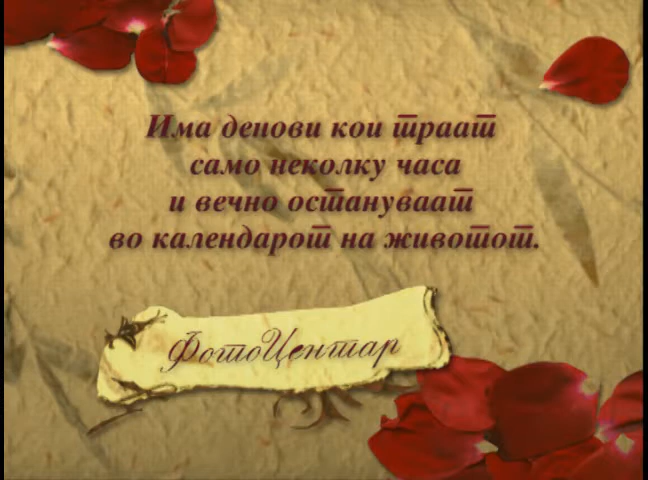 Има денови кои траат
само неколку часа
и вечно остануваат
во календарот на животот.
ФотоЦентар